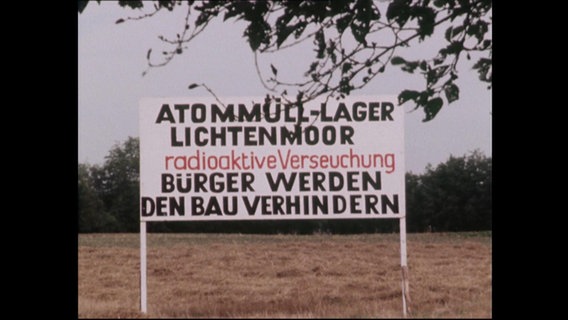 ATOMMÜLL-LAGER
LICHTENMOOR
radioaktive Verseuchung
BÜRGER WERDEN
DEN BAU VERHINDERN